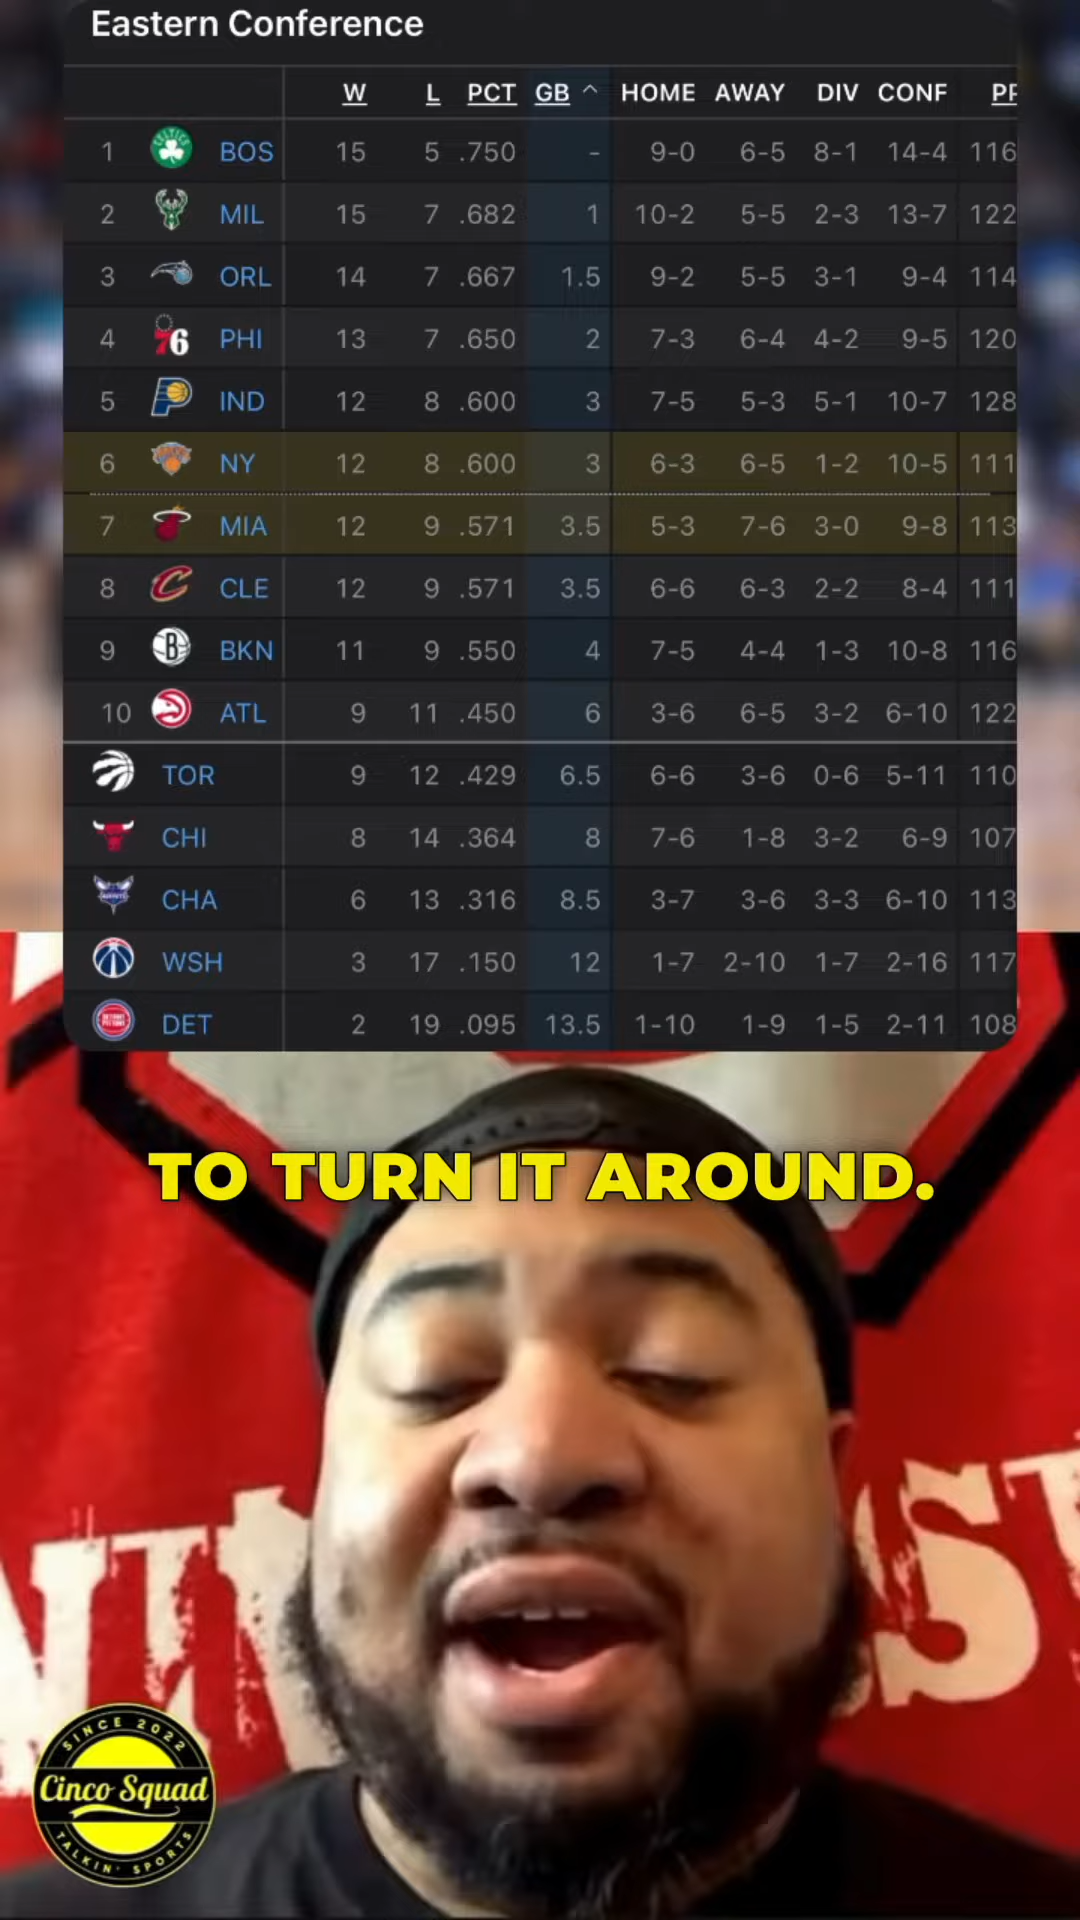 Eastern Conference
W L PCT GB ^ HOME AWAY DIV CONF PF
1 BOS 15 5 .750 - 9-0 6-5 8-1 14-4 116
2 MIL 15 7 .682 1 10-2 5-5 2-3 13-7 122
3 ORL 14 7 .667 1.5 9-2 5-5 3-1 9-4 114
4 76 PHI 13 7 .650 2 7-3 6-4 4-2 9-5 120
5 IND 12 8 .600 3 7-5 5-3 5-1 10-7 128
6 NY 12 8 .600 3 6-3 6-5 1-2 10-5 111
7 MIA 12 9 .571 3.5 5-3 7-6 3-0 9-8 113
8 C CLE 12 9 .571 3.5 6-6 6-3 2-2 8-4 111
9 B BKN 11 9 .550 4 7-5 4-4 1-3 10-8 116
10 ATL 9 11 .450 6 3-6 6-5 3-2 6-10 122
TOR 9 12 .429 6.5 6-6 3-6 0-6 5-11 110
CHI 8 14 .364 8 7-6 1-8 3-2 6-9 107
CHA 6 13 .316 8.5 3-7 3-6 3-3 6-10 113
WSH 3 17 .150 12 1-7 2-10 1-7 2-16 117
DET 2 19 .095 13.5 1-10 1-9 1-5 2-11 108
TO TURN IT AROUND.
SINCE 2022
Cinco Squad
TALKIN' SPORTS